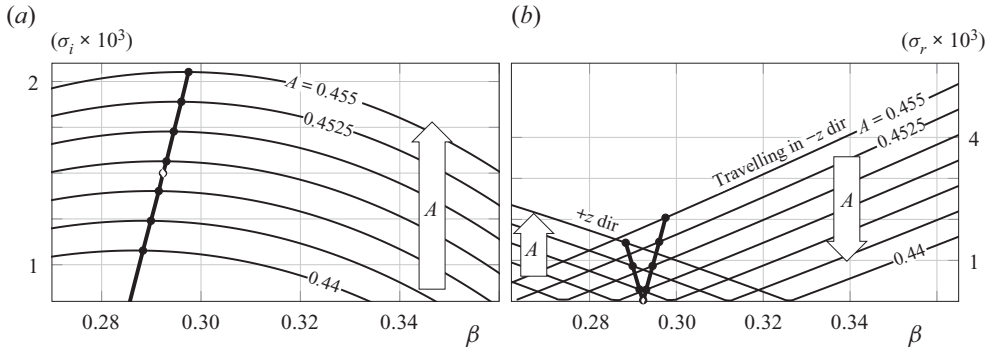 (a)
(σi × 10³)
2
1
A = 0.455
0.4525
0.44
A
0.28
0.30
0.32
0.34
β
(b)
(σr × 10³)
4
1
Travelling in −z dir
A = 0.455
0.4525
0.44
+z dir
A
A
0.28
0.30
0.32
0.34
β